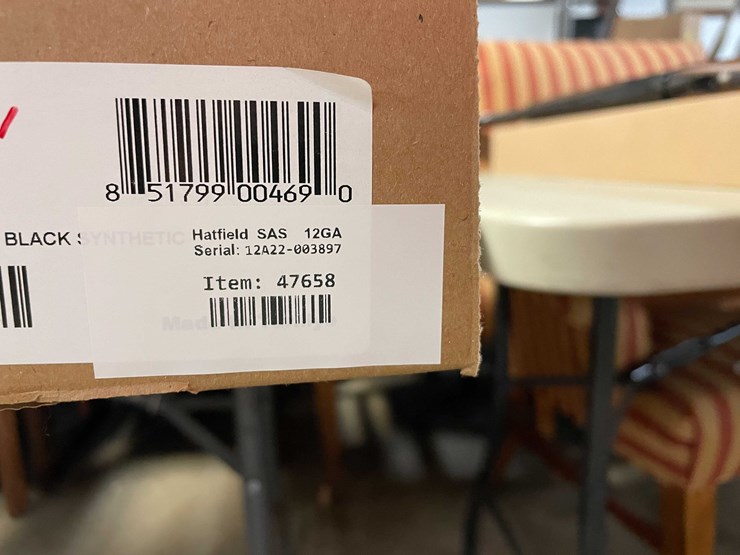 8 51799 00469 0
BLACK SYNTHETIC
Hatfield SAS 12GA
Serial: 12A22-003897
Item: 47658